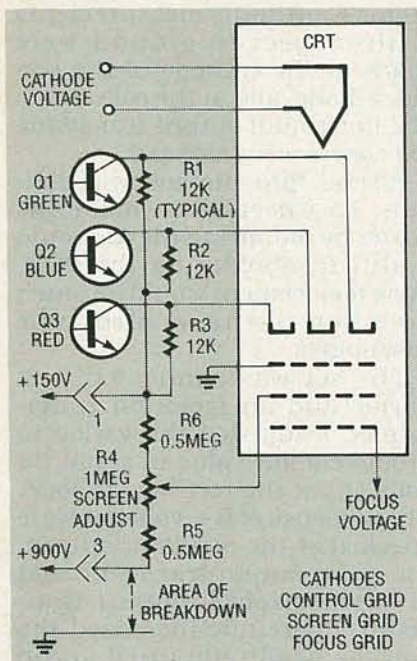 CRT
CATHODE
VOLTAGE
Q1
GREEN
R1
12K
(TYPICAL)
Q2
BLUE
R2
12K
Q3
RED
R3
12K
+150V
1
R6
0.5MEG
R4
1MEG
SCREEN
ADJUST
FOCUS
VOLTAGE
R5
0.5MEG
+900V
3
AREA OF
BREAKDOWN
CATHODES
CONTROL GRID
SCREEN GRID
FOCUS GRID